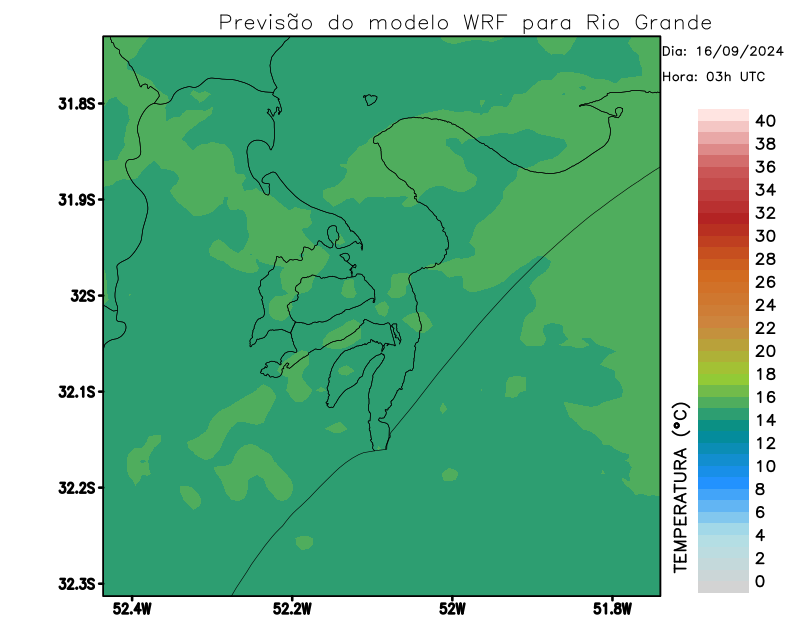 Previsão do modelo WRF para Rio Grande
Dia: 16/09/2024
Hora: 03h UTC
31.8S
31.9S
32S
32.1S
32.2S
32.3S
52.4W
52.2W
52W
51.8W
TEMPERATURA (°C)
40
38
36
34
32
30
28
26
24
22
20
18
16
14
12
10
8
6
4
2
0